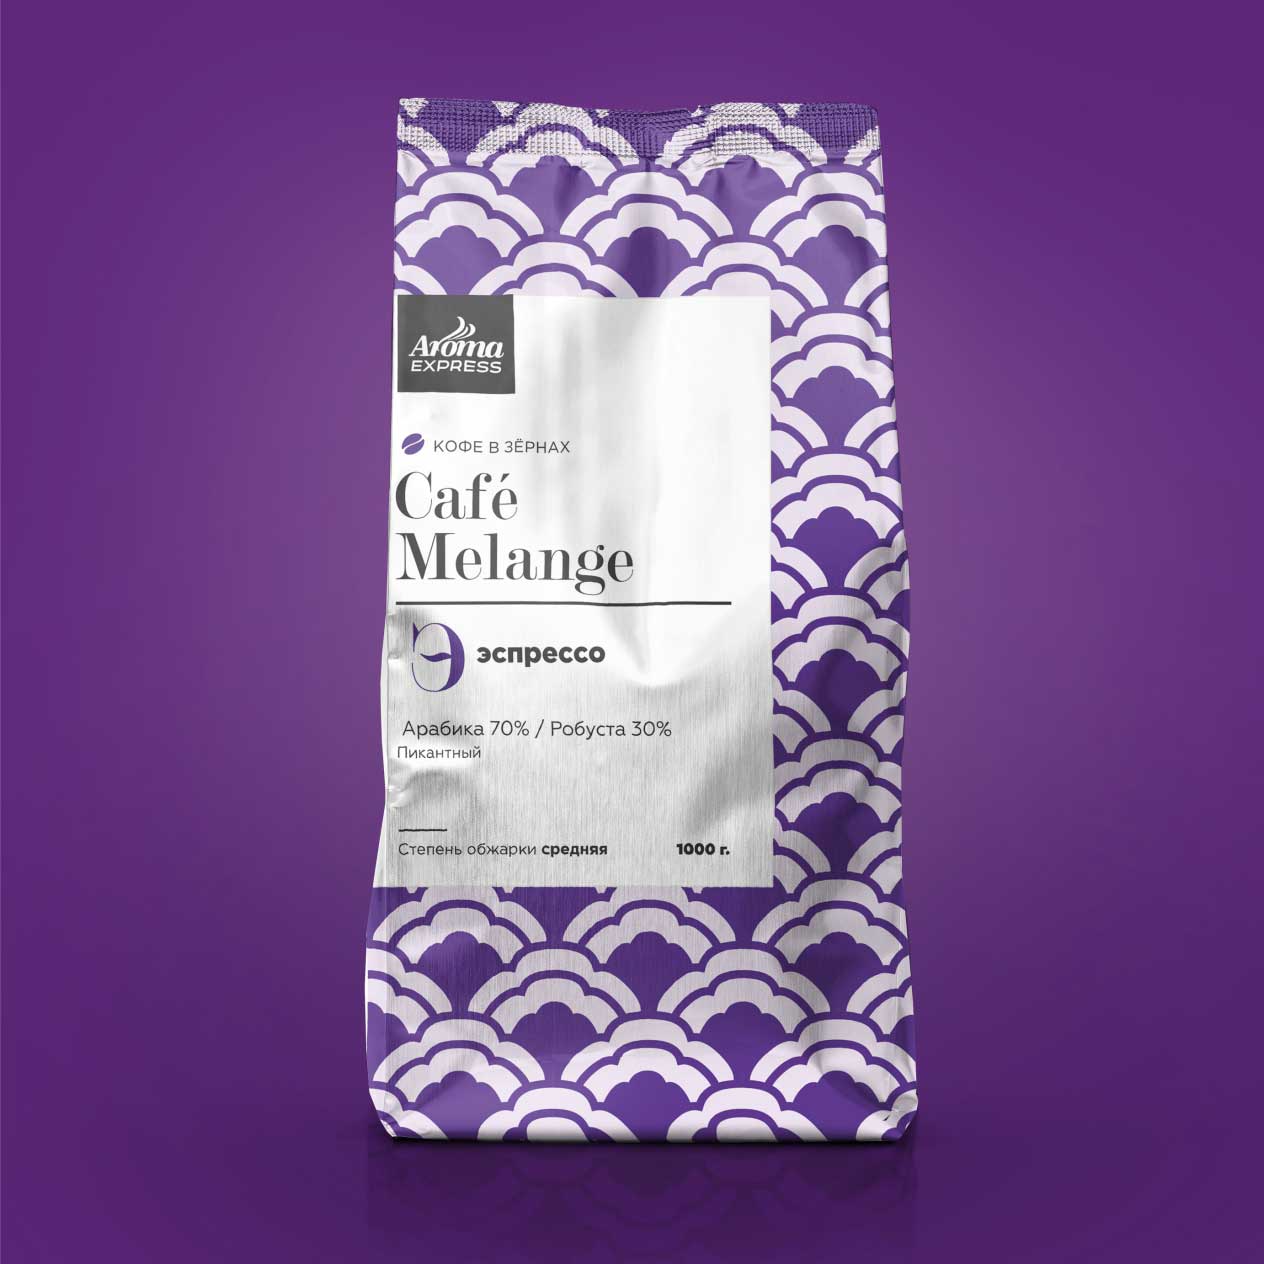 Aroma
EXPRESS
КОФЕ В ЗЁРНАХ
Café
Melange
Э эспрессо
Арабика 70% / Робуста 30%
Пикантный
Степень обжарки средняя 1000 г.